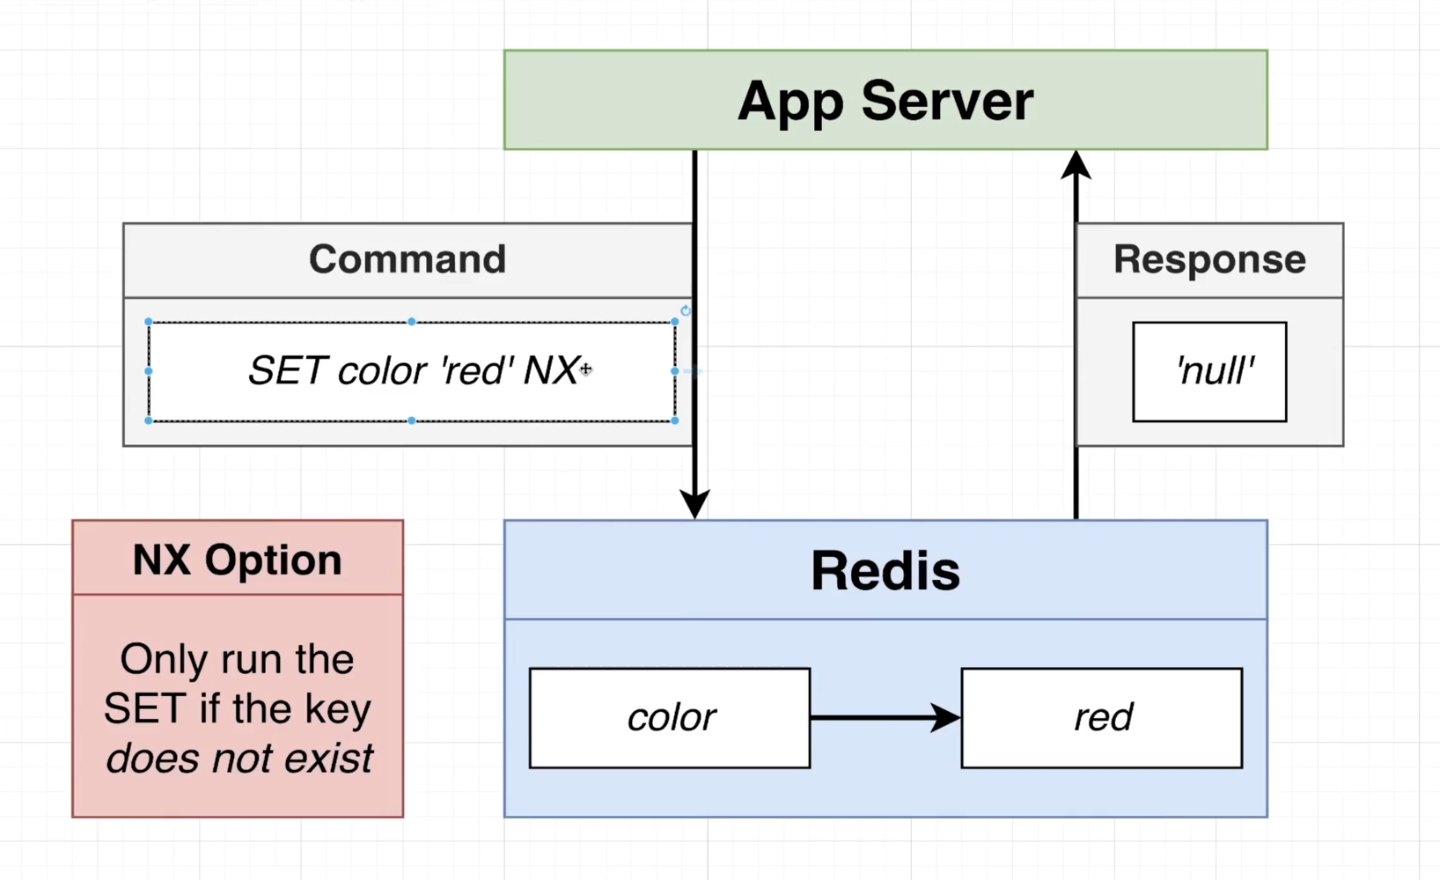 App Server
Command
Response
SET color 'red' NX
'null'
NX Option
Only run the
SET if the key
does not exist
Redis
color
red